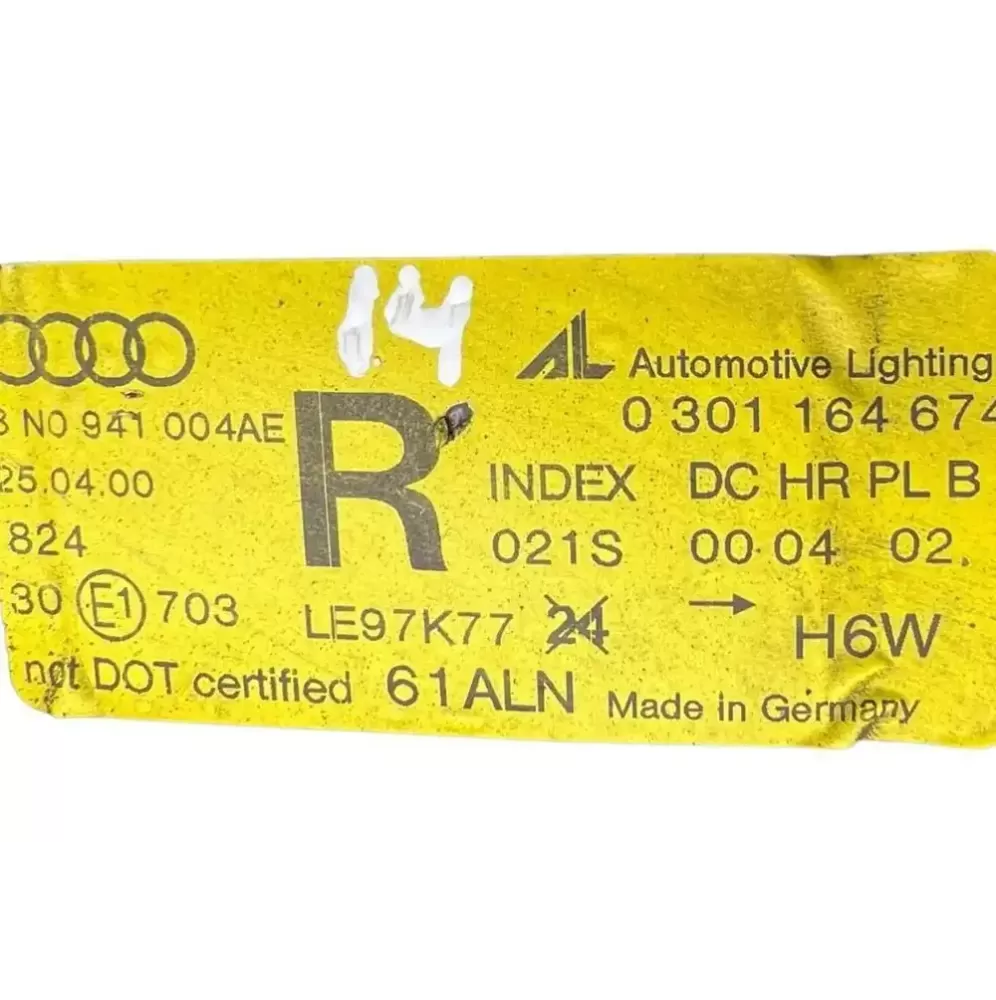 14
AL Automotive Lighting
8 N0 941 004AE
R
0 301 164 674
25.04.00
INDEX DC HR PL B
824
021S 00 04 02.
30 E1 703
LE97K77 24 → H6W
not DOT certified 61ALN Made in Germany